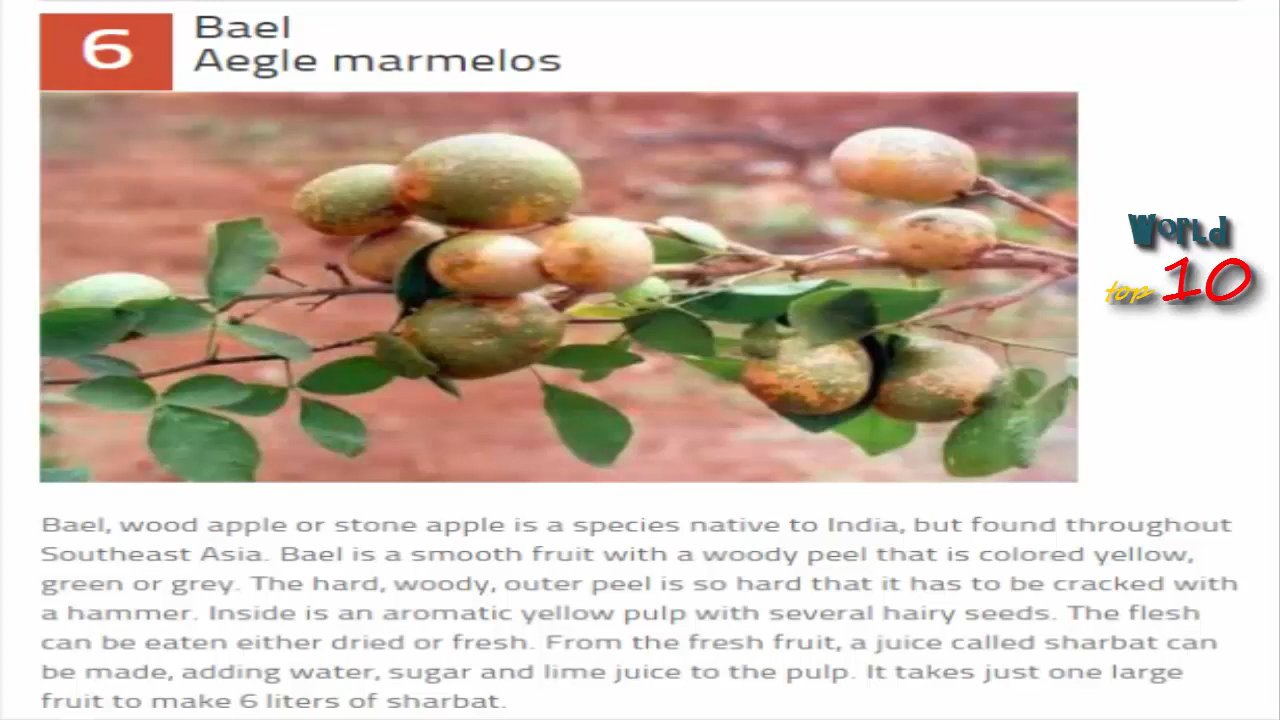 6
Bael
Aegle marmelos
World
top 10
Bael, wood apple or stone apple is a species native to India, but found throughout
Southeast Asia. Bael is a smooth fruit with a woody peel that is colored yellow,
green or grey. The hard, woody, outer peel is so hard that it has to be cracked with
a hammer. Inside is an aromatic yellow pulp with several hairy seeds. The flesh
can be eaten either dried or fresh. From the fresh fruit, a juice called sharbat can
be made, adding water, sugar and lime juice to the pulp. It takes just one large
fruit to make 6 liters of sharbat.